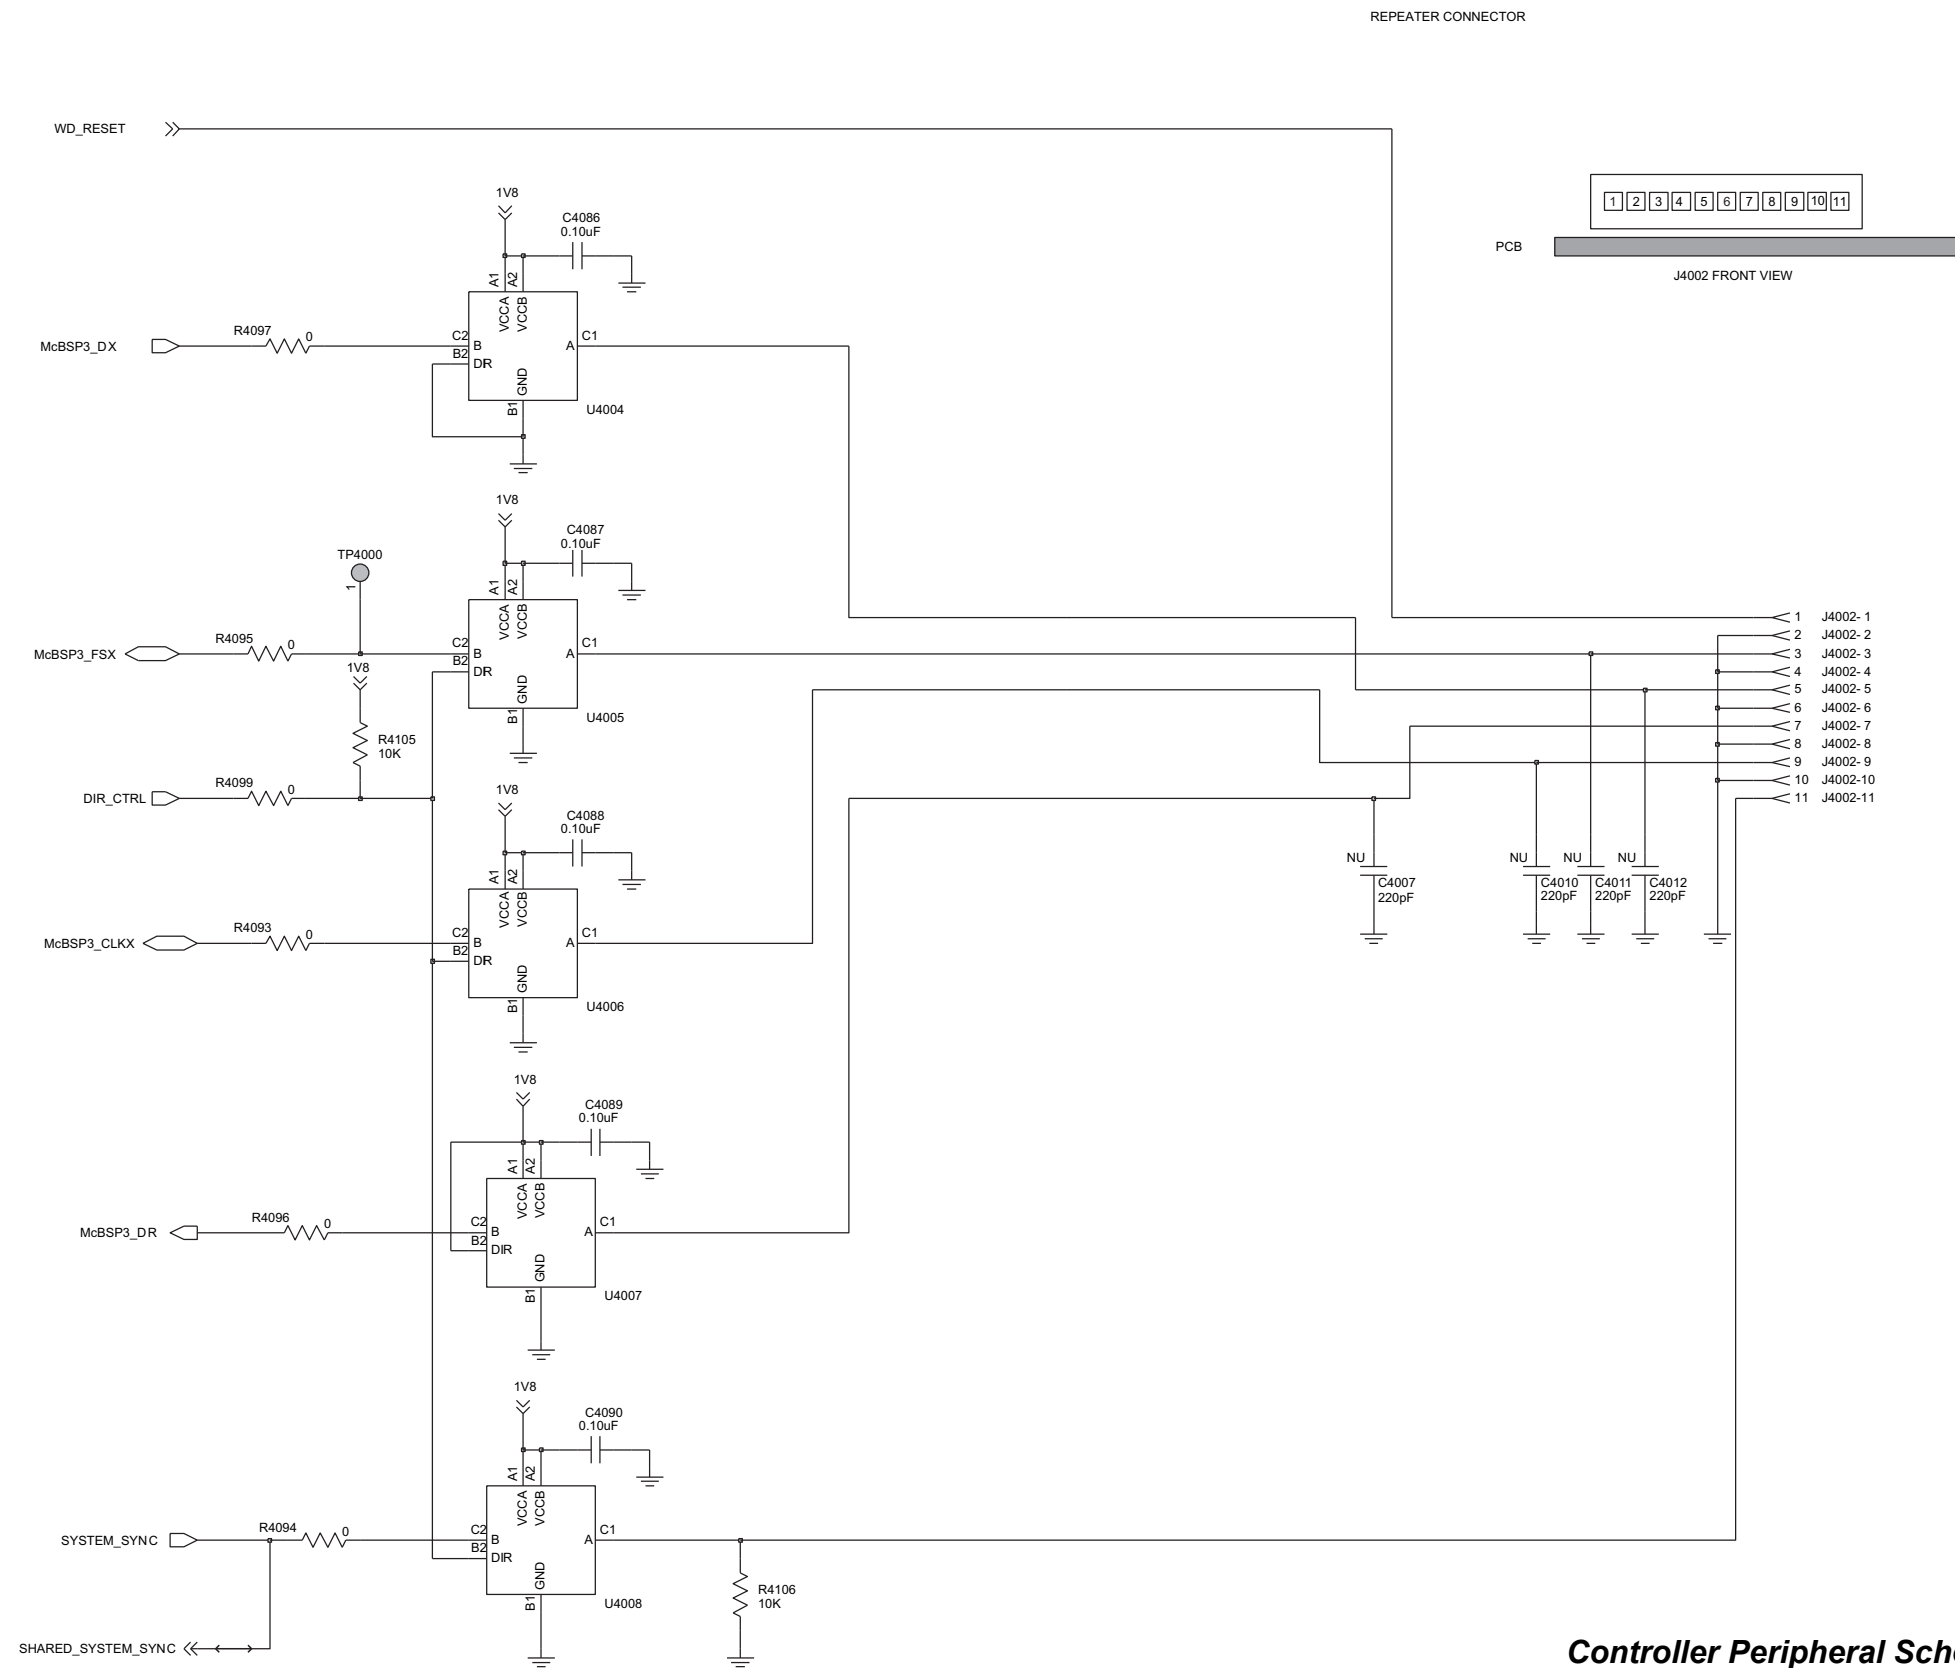 REPEATER CONNECTOR
WD_RESET
1 2 3 4 5 6 7 8 9 10 11
PCB
J4002 FRONT VIEW
1V8
C4086
0.10uF
A1
A2
VCCA
VCCB
McBSP3_DX
R4097
0
C2
B
B2
DIR
GND
B1
A
C1
U4004
1V8
C4087
0.10uF
TP4000
1
A1
A2
VCCA
VCCB
McBSP3_FSX
R4095
0
C2
B
B2
DIR
GND
B1
A
C1
U4005
1V8
R4105
10K
DIR_CTRL
R4099
0
1 J4002- 1
2 J4002- 2
3 J4002- 3
4 J4002- 4
5 J4002- 5
6 J4002- 6
7 J4002- 7
8 J4002- 8
9 J4002- 9
10 J4002-10
11 J4002-11
1V8
C4088
0.10uF
A1
A2
VCCA
VCCB
McBSP3_CLKX
R4093
0
C2
B
B2
DIR
GND
B1
A
C1
U4006
NU
C4007
220pF
NU
C4010
220pF
NU
C4011
220pF
NU
C4012
220pF
1V8
C4089
0.10uF
A1
A2
VCCA
VCCB
McBSP3_DR
R4096
0
C2
B
B2
DIR
GND
B1
A
C1
U4007
1V8
C4090
0.10uF
A1
A2
VCCA
VCCB
SYSTEM_SYNC
R4094
0
C2
B
B2
DIR
GND
B1
A
C1
U4008
R4106
10K
SHARED_SYSTEM_SYNC
Controller Peripheral Sch